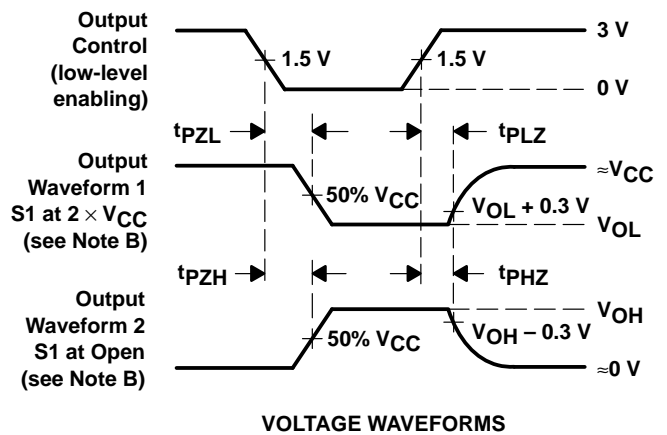 Output
Control
(low-level
enabling)
1.5 V
1.5 V
3 V
0 V
tPZL
tPLZ
Output
Waveform 1
S1 at 2 × VCC
(see Note B)
50% VCC
VOL + 0.3 V
≈VCC
VOL
tPZH
tPHZ
Output
Waveform 2
S1 at Open
(see Note B)
50% VCC
VOH – 0.3 V
VOH
≈0 V
VOLTAGE WAVEFORMS